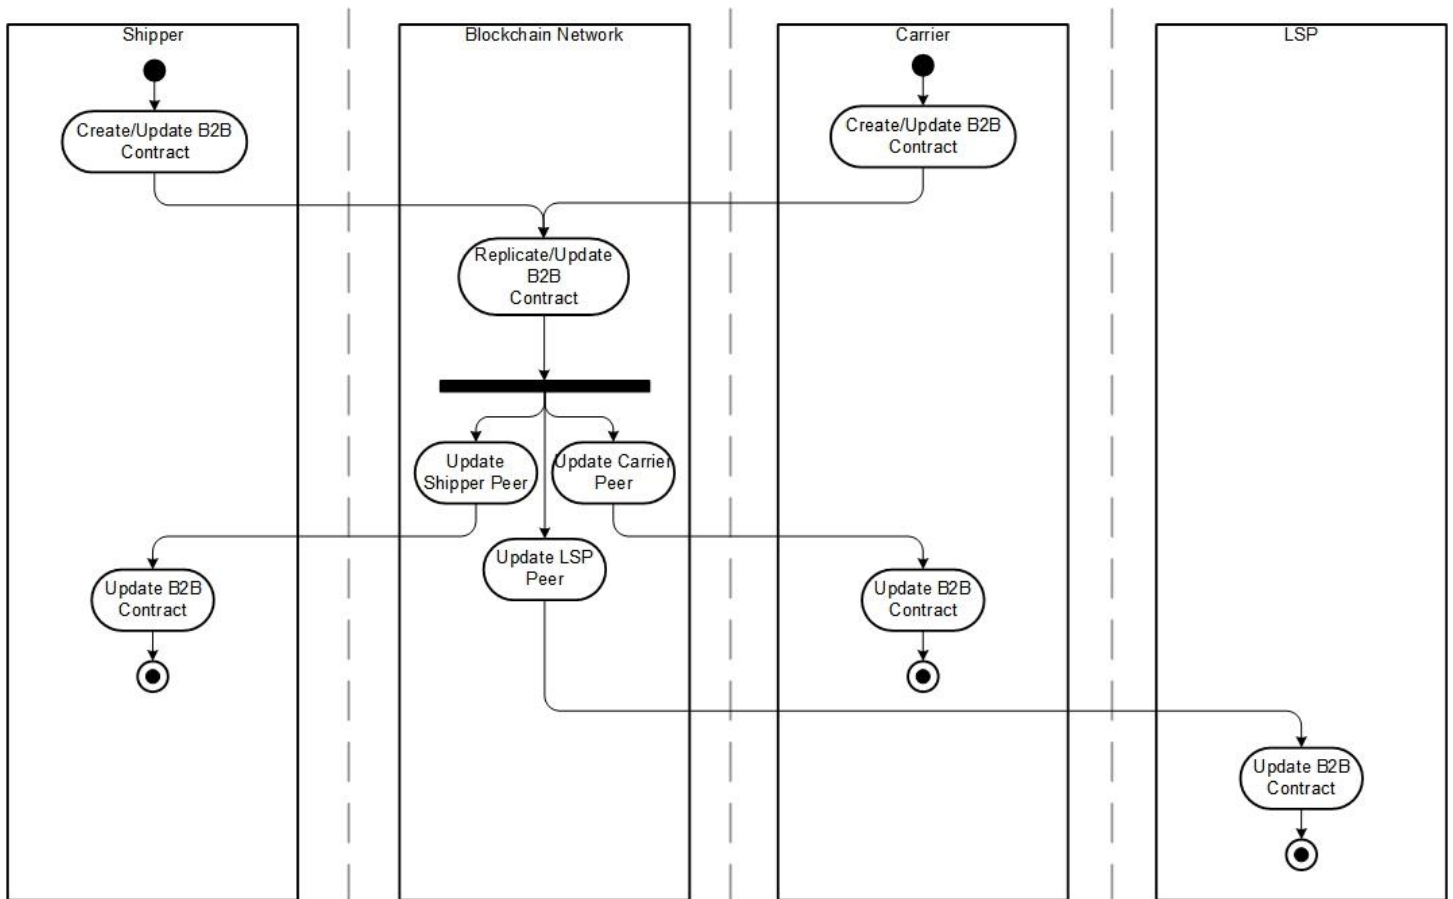 Shipper
Blockchain Network
Carrier
LSP
Create/Update B2B
Contract
Create/Update B2B
Contract
Replicate/Update
B2B
Contract
Update
Shipper Peer
Update Carrier
Peer
Update LSP
Peer
Update B2B
Contract
Update B2B
Contract
Update B2B
Contract